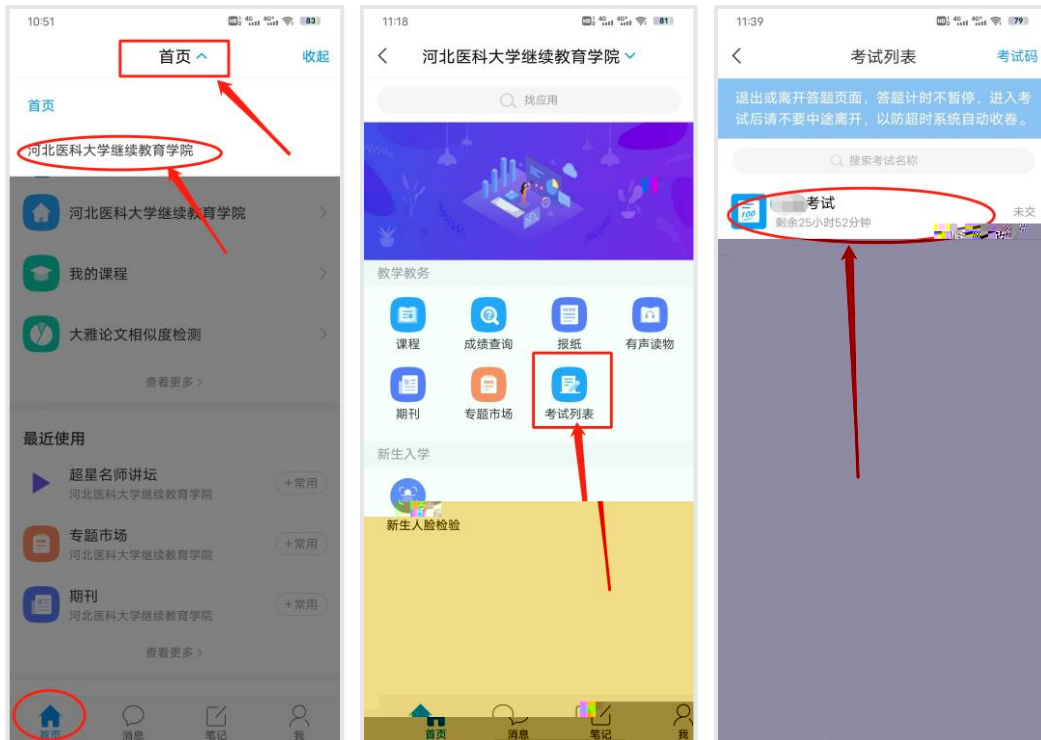 10:51
83
首页
收起
首页
河北医科大学继续教育学院
河北医科大学继续教育学院
我的课程
大雅论文相似度检测
查看更多
最近使用
超星名师讲坛
河北医科大学继续教育学院
+常用
专题市场
河北医科大学继续教育学院
+常用
期刊
河北医科大学继续教育学院
+常用
查看更多
首页 消息 笔记 我
11:18
81
河北医科大学继续教育学院
找应用
教学教务
课程 成绩查询 报纸 有声读物
期刊 专题市场 考试列表
新生入学
新生人脸检验
首页 消息 笔记 我
11:39
79
考试列表
考试码
退出或离开答题页面，答题计时不暂停，进入考
试后请不要中途离开，以防超时系统自动收卷。
搜索考试名称
100
考试
剩余25小时52分钟
未交